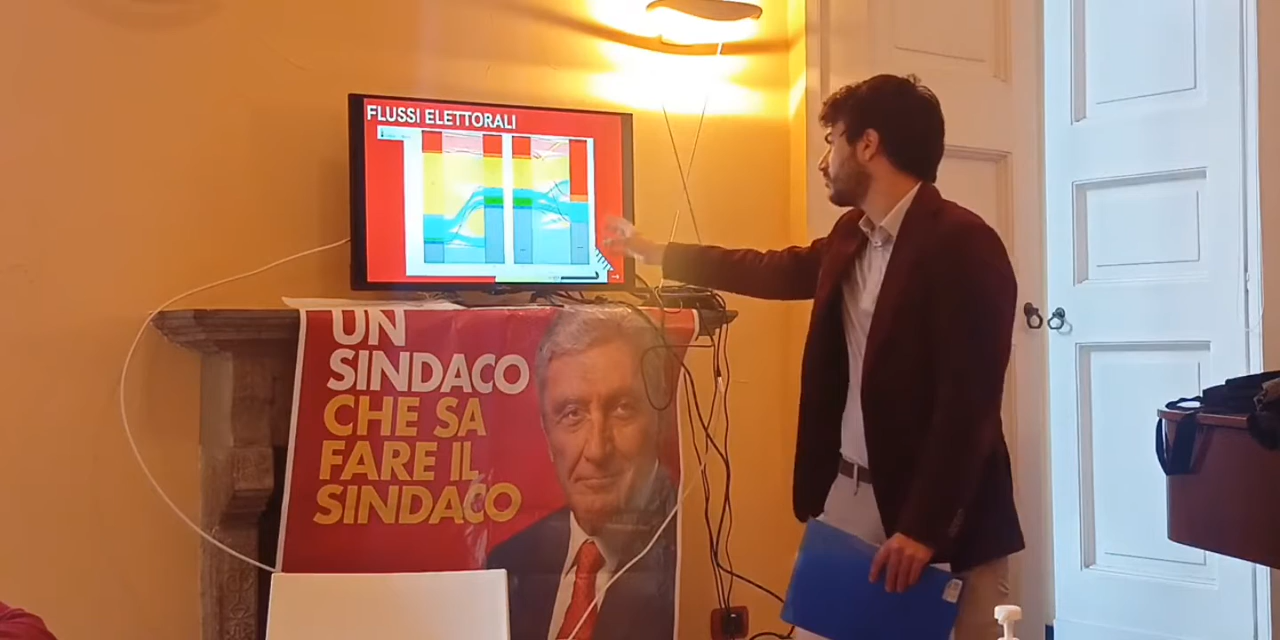 FLUSSI ELETTORALI
UN
SINDACO
CHE SA
FARE IL
SINDACO